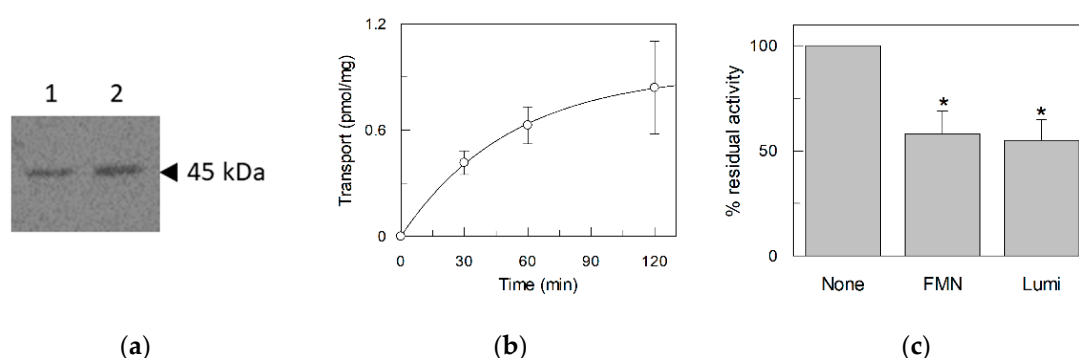 1 2
◄ 45 kDa
(a)
1.2
0.6
0
Transport (pmol/mg)
0 30 60 90 120
Time (min)
(b)
100
50
0
% residual activity
* *
None FMN Lumi
(c)